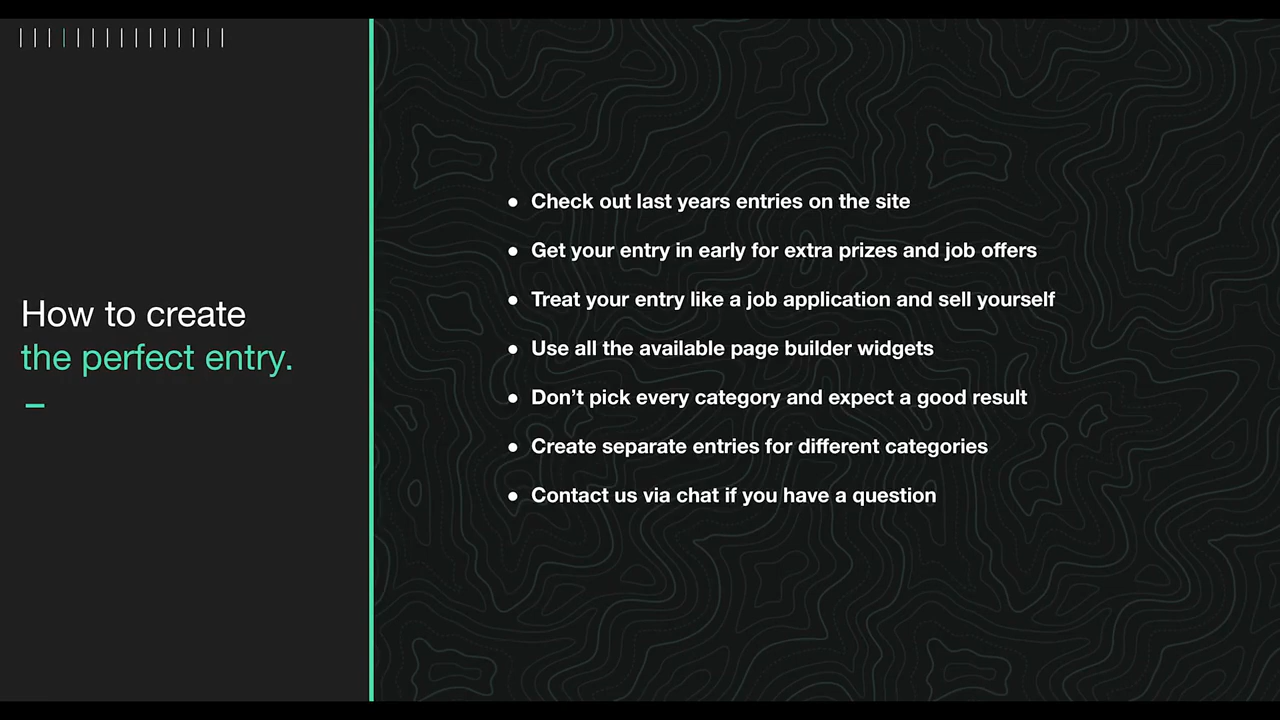 How to create
the perfect entry.
● Check out last years entries on the site
● Get your entry in early for extra prizes and job offers
● Treat your entry like a job application and sell yourself
● Use all the available page builder widgets
● Don’t pick every category and expect a good result
● Create separate entries for different categories
● Contact us via chat if you have a question